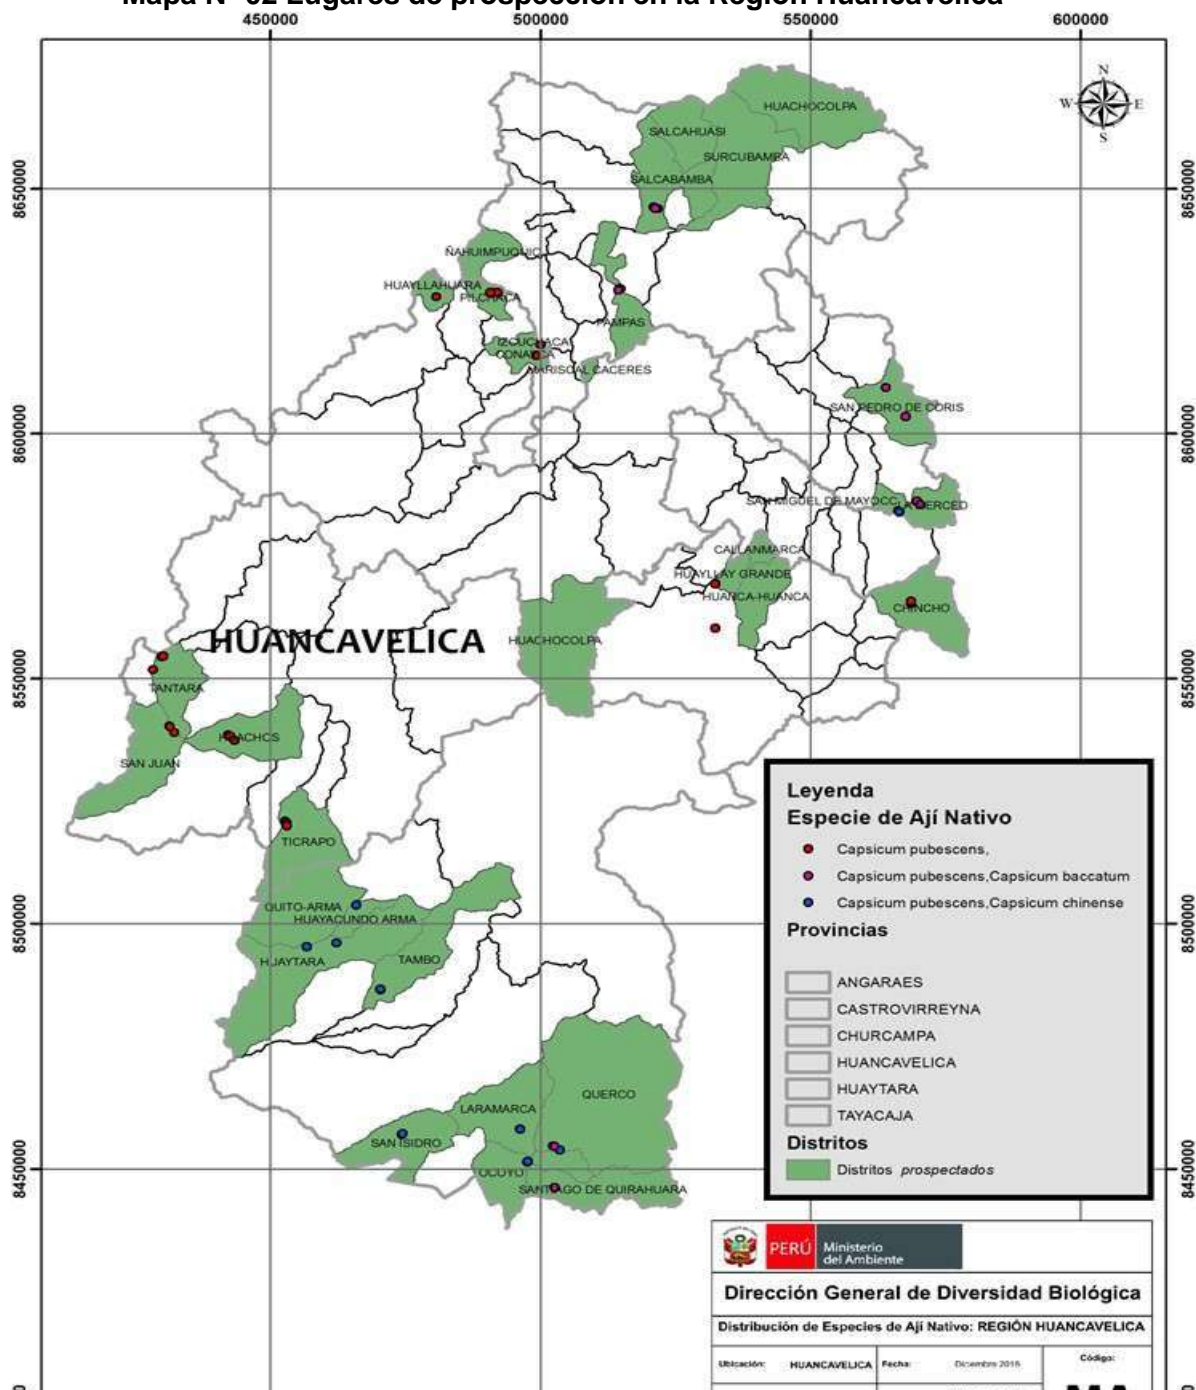 Mapa N° 02 Lugares de prospección en la Región Huancavelica
450000 500000 550000 600000
N
W E
S
HUACHOCOLPA
SALCAHUASI
SURCUBAMBA
SALCABAMBA
8650000 8650000
ÑAHUIMPUQUIO
HUAYLLAHUARA
PILCHACA
PAMPAS
IZCUCHACA
CONAYCA
MARISCAL CACERES
SAN PEDRO DE CORIS
8600000 8600000
SAN MIGUEL DE MAYOCC
LA MERCED
CALLANMARCA
HUAYLLAY GRANDE
HUANCA-HUANCA
CHINCHO
HUANCAVELICA
HUACHOCOLPA
TANTARA
8550000 8550000
HUACHOS
SAN JUAN
TICRAPO
QUITO-ARMA
HUAYACUNDO ARMA
8500000 8500000
HUAYTARA
TAMBO
QUERCO
LARAMARCA
SAN ISIDRO
OCOYO
SANTIAGO DE QUIRAHUARA
8450000 8450000
Leyenda
Especie de Ají Nativo
Capsicum pubescens,
Capsicum pubescens,Capsicum baccatum
Capsicum pubescens,Capsicum chinense
Provincias
ANGARAES
CASTROVIRREYNA
CHURCAMPA
HUANCAVELICA
HUAYTARA
TAYACAJA
Distritos
Distritos prospectados
PERÚ Ministerio
del Ambiente
Dirección General de Diversidad Biológica
Distribución de Especies de Ají Nativo: REGIÓN HUANCAVELICA
Ubicación: HUANCAVELICA Fecha: Diciembre 2015 Código: